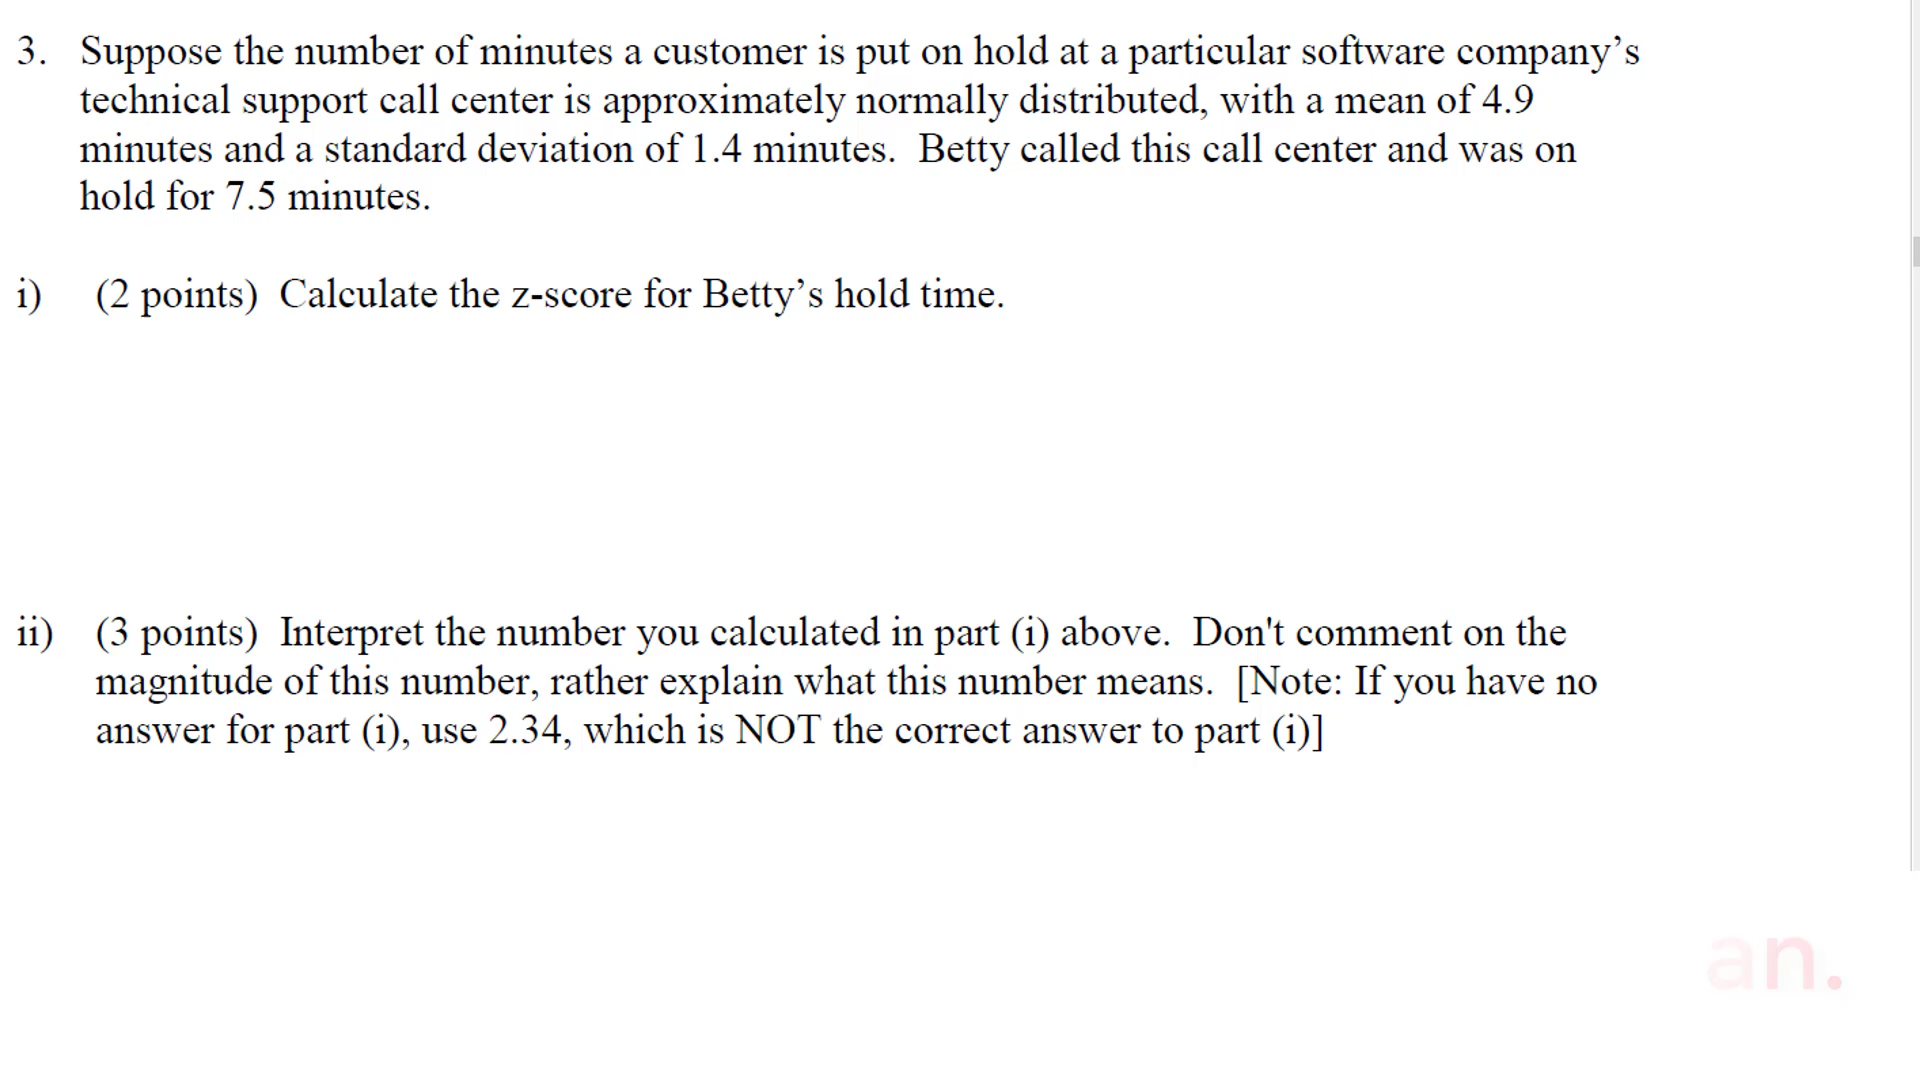 3. Suppose the number of minutes a customer is put on hold at a particular software company’s
technical support call center is approximately normally distributed, with a mean of 4.9
minutes and a standard deviation of 1.4 minutes.  Betty called this call center and was on
hold for 7.5 minutes.
i) (2 points)  Calculate the z-score for Betty’s hold time.
ii) (3 points)  Interpret the number you calculated in part (i) above.  Don't comment on the
magnitude of this number, rather explain what this number means.  [Note: If you have no
answer for part (i), use 2.34, which is NOT the correct answer to part (i)]
an.